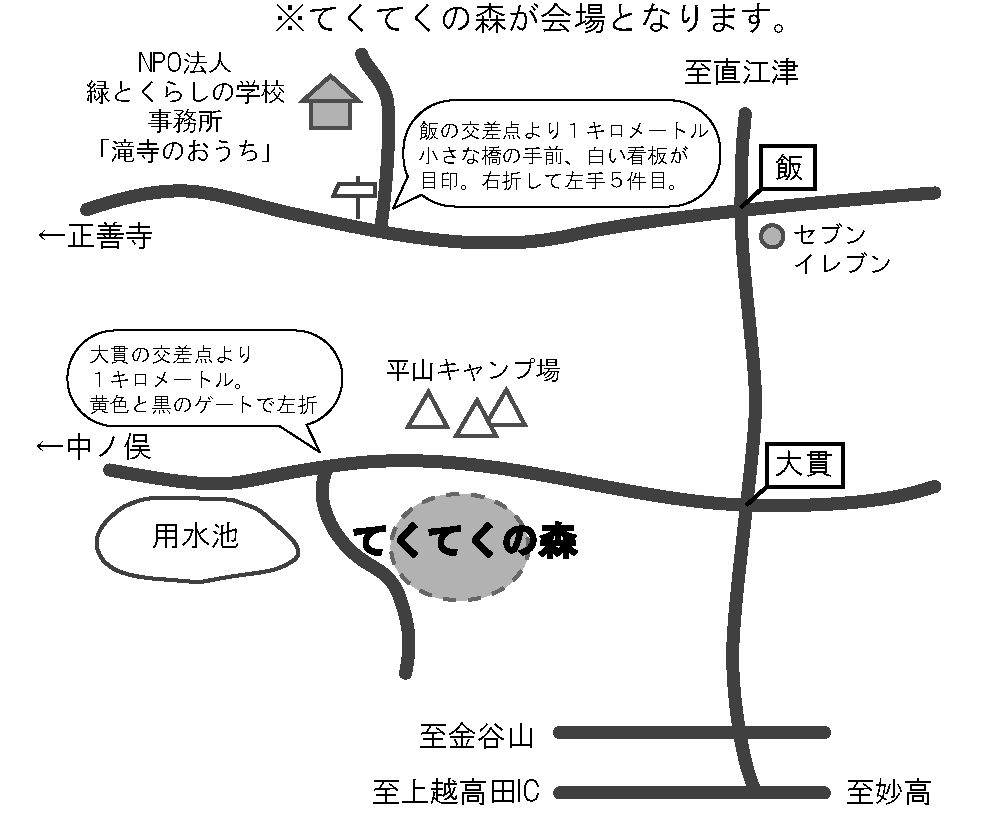 ※てくてくの森が会場となります。
NPO法人
緑とくらしの学校
事務所
「滝寺のおうち」
至直江津
飯の交差点より１キロメートル
小さな橋の手前、白い看板が
目印。右折して左手５件目。
飯
←正善寺
セブン
イレブン
大貫の交差点より
１キロメートル。
黄色と黒のゲートで左折
平山キャンプ場
←中ノ俣
大貫
用水池
てくてくの森
至金谷山
至上越高田IC
至妙高